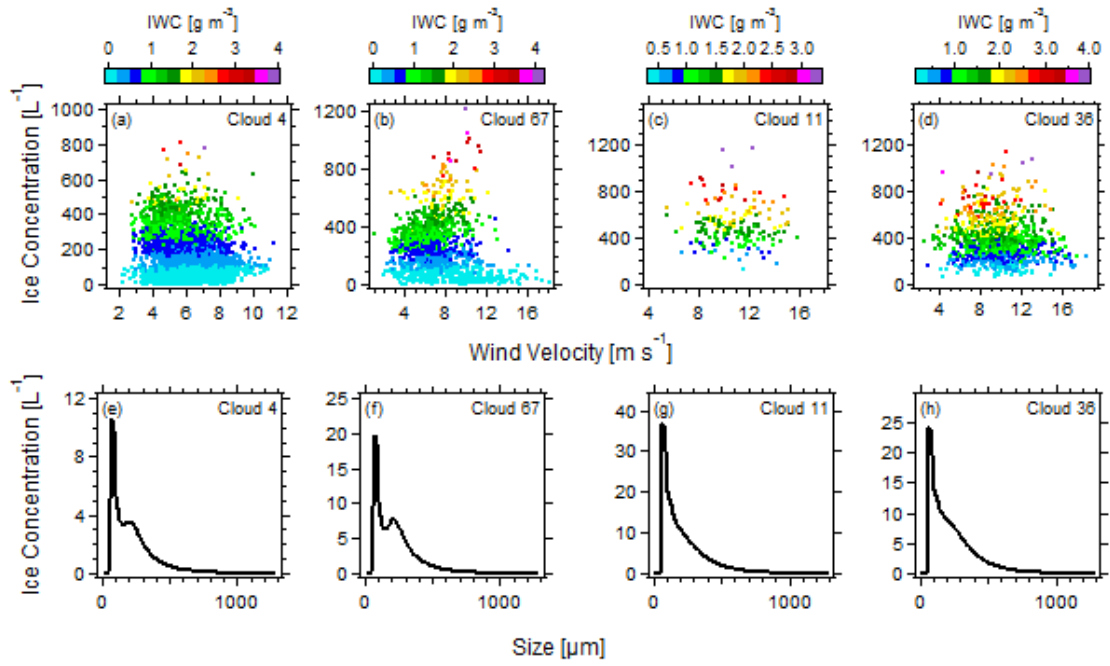 IWC [g m⁻³] IWC [g m⁻³] IWC [g m⁻³] IWC [g m⁻³]
0 1 2 3 4 0 1 2 3 4 0.5 1.0 1.5 2.0 2.5 3.0 1.0 2.0 3.0 4.0
Ice Concentration [L⁻¹]
(a) Cloud 4 (b) Cloud 67 (c) Cloud 11 (d) Cloud 36
1000 1200
800 1200 1200
600 800 800 800
400 400 400 400
200
0 0 0 0
2 4 6 8 10 12 4 8 12 16 4 8 12 16 4 8 12 16
Wind Velocity [m s⁻¹]
Ice Concentration [L⁻¹]
(e) Cloud 4 (f) Cloud 67 (g) Cloud 11 (h) Cloud 36
12 25 40 25
8 20 30 20
15 20 15
4 10 10 10
5 5
0 0 0 0
0 1000 0 1000 0 1000 0 1000
Size [µm]